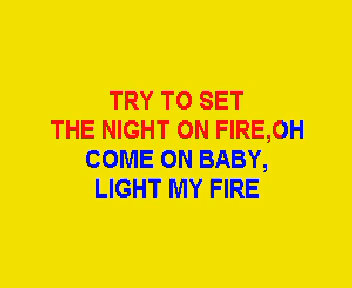 TRY TO SET
THE NIGHT ON FIRE,OH
COME ON BABY,
LIGHT MY FIRE